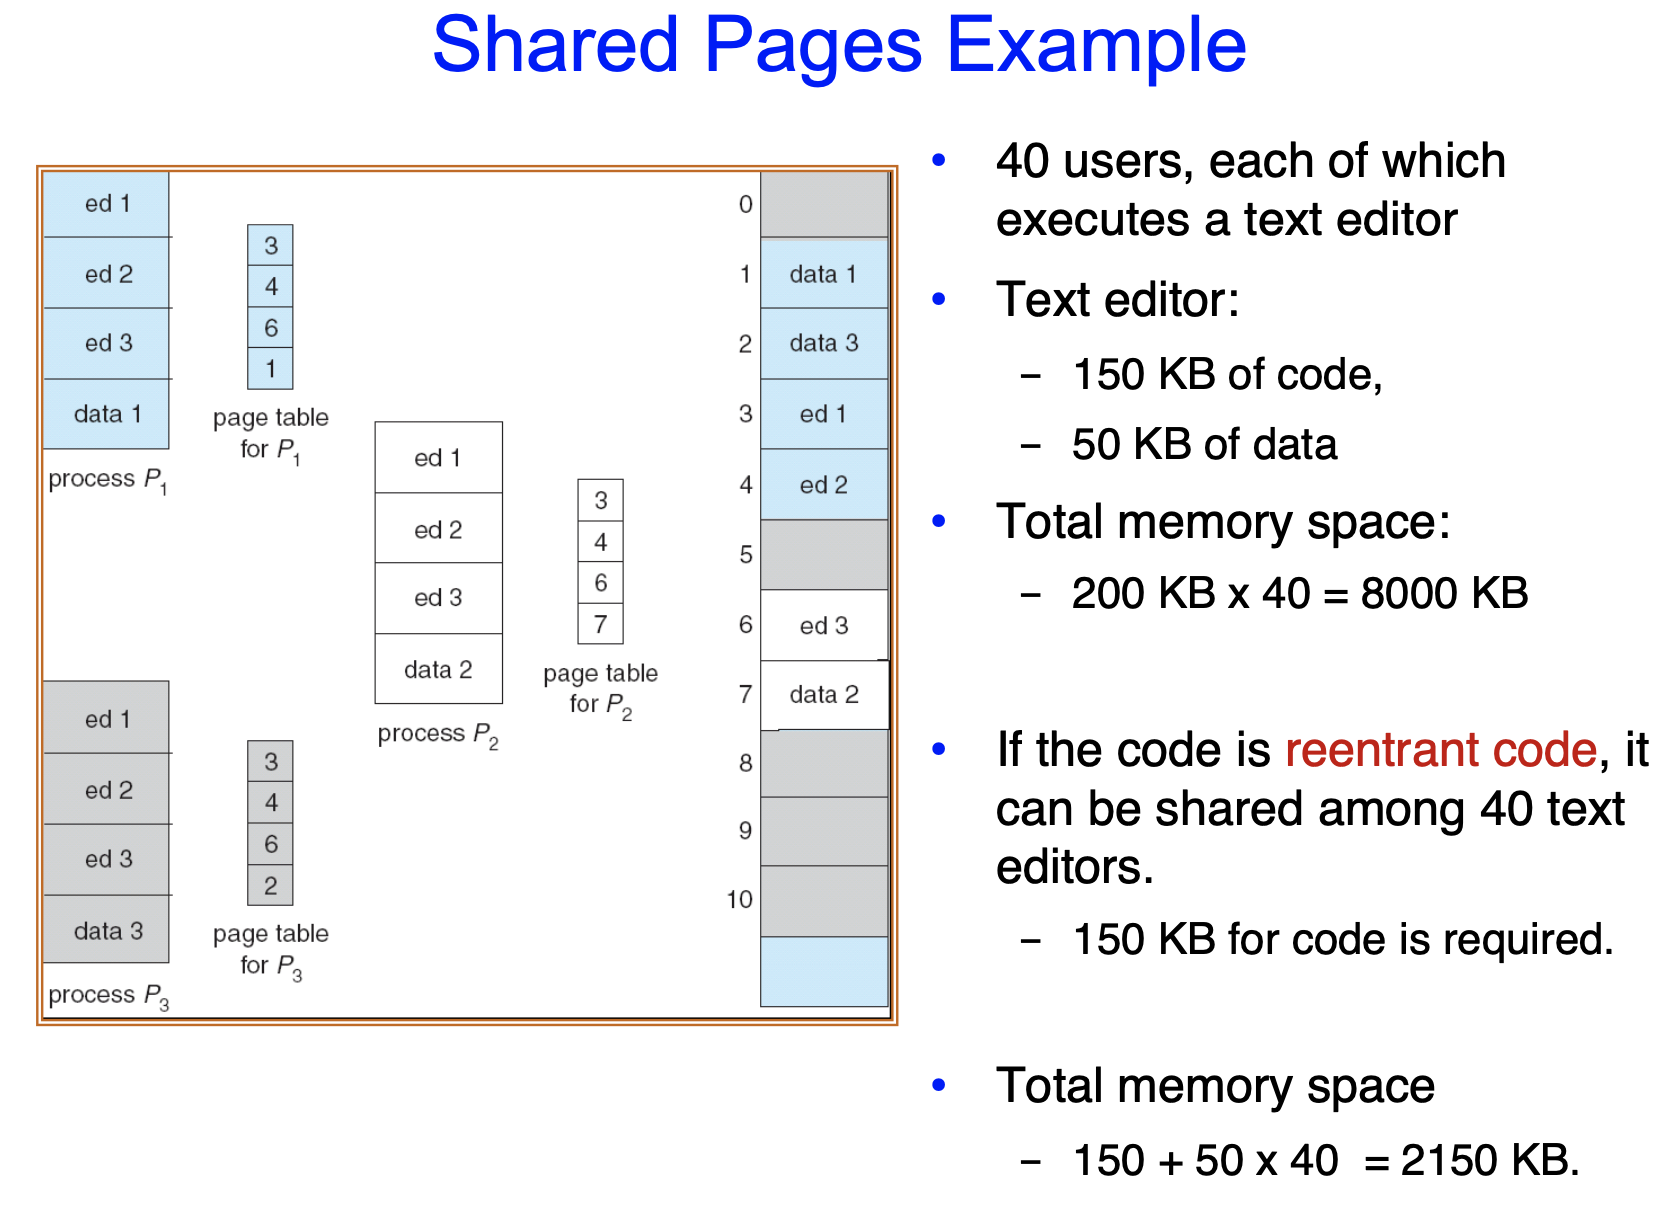 Shared Pages Example
ed 1
ed 2
ed 3
data 1
process P1
3
4
6
1
page table
for P1
ed 1
ed 2
ed 3
data 2
process P2
3
4
6
7
page table
for P2
ed 1
ed 2
ed 3
data 3
process P3
3
4
6
2
page table
for P3
0
1 data 1
2 data 3
3 ed 1
4 ed 2
5
6 ed 3
7 data 2
8
9
10
• 40 users, each of which
executes a text editor
• Text editor:
– 150 KB of code,
– 50 KB of data
• Total memory space:
– 200 KB x 40 = 8000 KB
• If the code is reentrant code, it
can be shared among 40 text
editors.
– 150 KB for code is required.
• Total memory space
– 150 + 50 x 40 = 2150 KB.